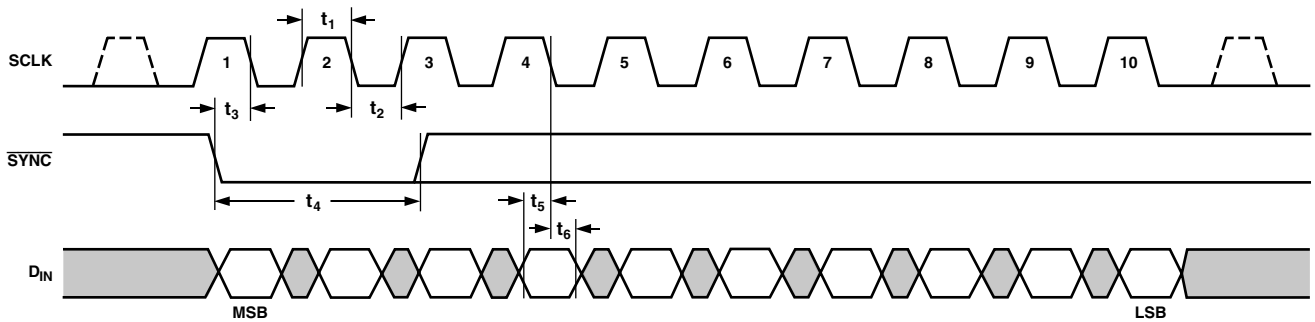 t1
SCLK 1 2 3 4 5 6 7 8 9 10
t3 t2
SYNC
t4 t5
t6
DIN
MSB LSB